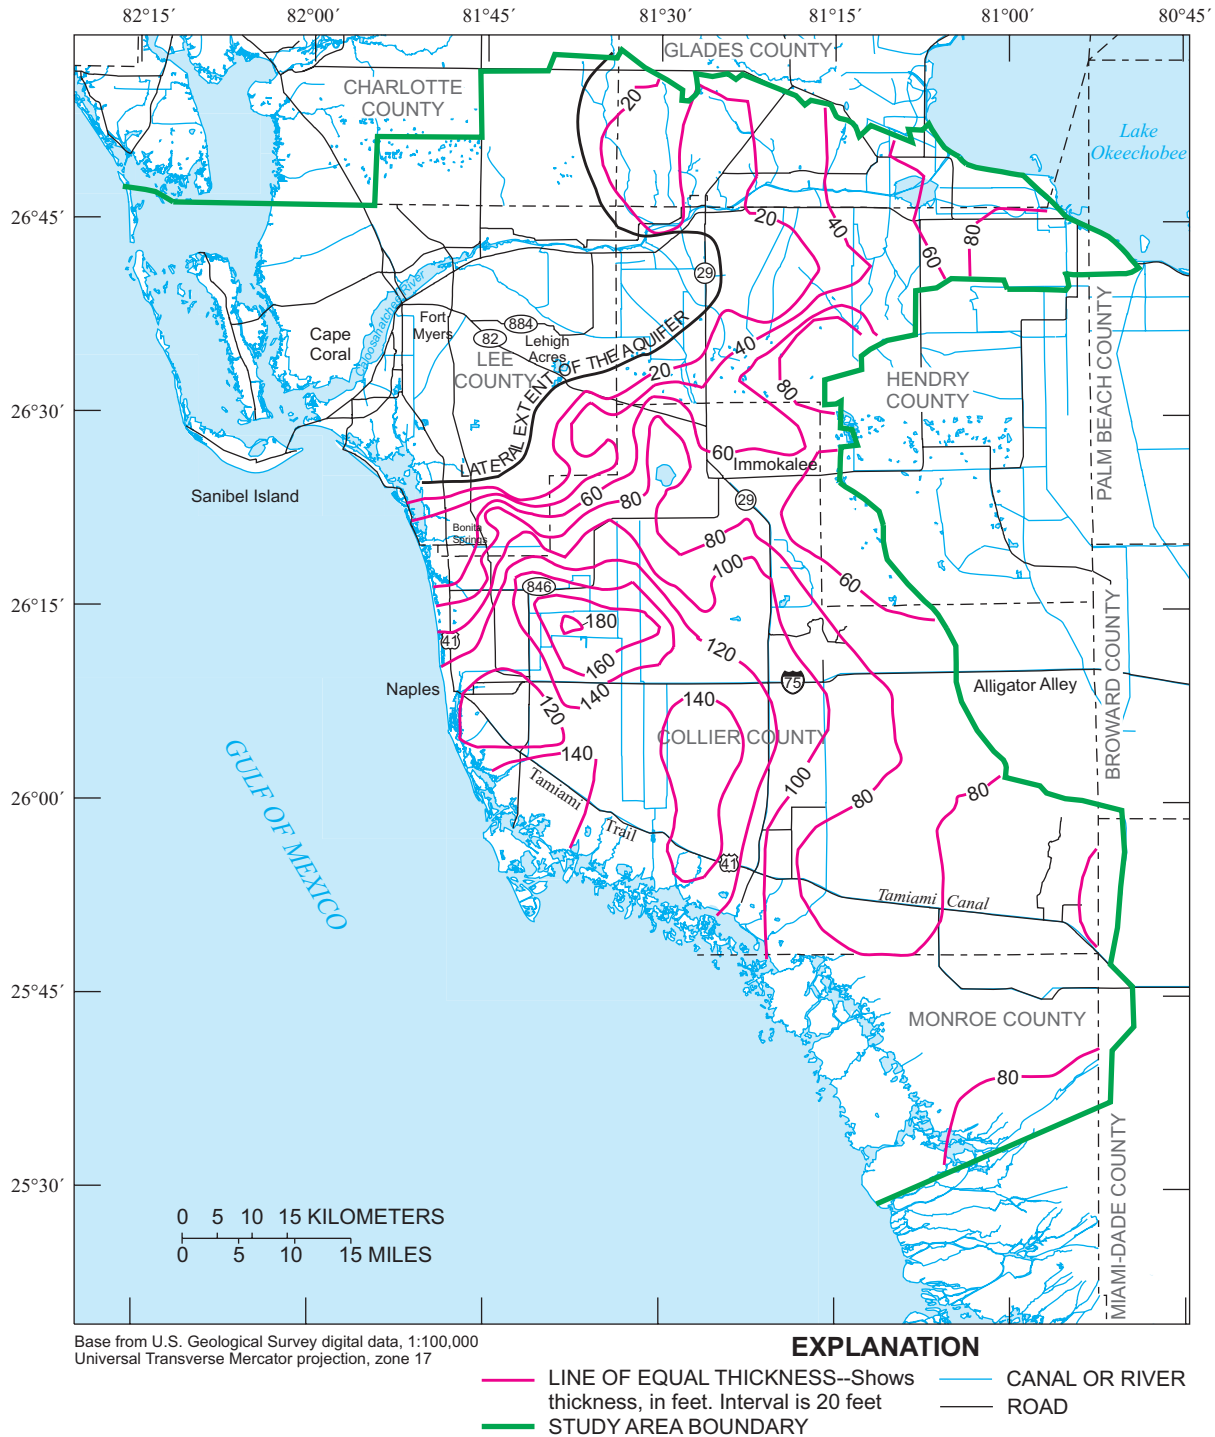 82°15´ 82°00´ 81°45´ 81°30´ 81°15´ 81°00´ 80°45´
GLADES COUNTY
CHARLOTTE
COUNTY
20
Lake
Okeechobee
26°45´
20
40
60
80
29
Caloosahatchee River
Fort
Myers
884
82
Lehigh
Acres
Cape
Coral
LEE
COUNTY
LATERAL EXTENT OF THE AQUIFER
20
40
80
HENDRY
COUNTY
PALM BEACH COUNTY
26°30´
60
Immokalee
Sanibel Island
60
80
29
Bonita
Springs
80
100
60
26°15´
846
180
41
120
160
BROWARD COUNTY
Naples
140
120
75
Alligator Alley
140
COLLIER COUNTY
140
100
80
80
GULF OF MEXICO
26°00´
Tamiami
Trail
41
Tamiami Canal
25°45´
MONROE COUNTY
80
MIAMI-DADE COUNTY
25°30´
0 5 10 15 KILOMETERS
0 5 10 15 MILES
Base from U.S. Geological Survey digital data, 1:100,000
Universal Transverse Mercator projection, zone 17
EXPLANATION
LINE OF EQUAL THICKNESS--Shows
thickness, in feet. Interval is 20 feet
STUDY AREA BOUNDARY
CANAL OR RIVER
ROAD